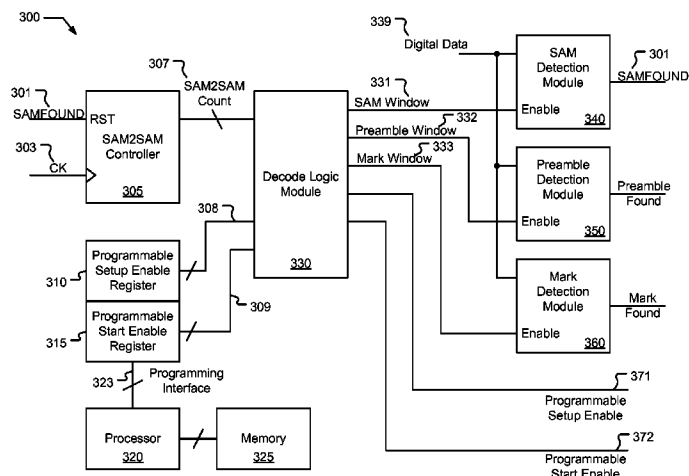 300
339
Digital Data
SAM
Detection
Module
Enable
340
301
SAMFOUND
307
SAM2SAM
Count
331
SAM Window
332
Preamble Window
333
Mark Window
301
SAMFOUND
RST
SAM2SAM
Controller
303
CK
305
Decode Logic
Module
330
Preamble
Detection
Module
Enable
350
Preamble
Found
308
310
Programmable
Setup Enable
Register
309
315
Programmable
Start Enable
Register
Mark
Detection
Module
Enable
360
Mark
Found
323
Programming
Interface
371
Programmable
Setup Enable
Processor
320
Memory
325
372
Programmable
Start Enable